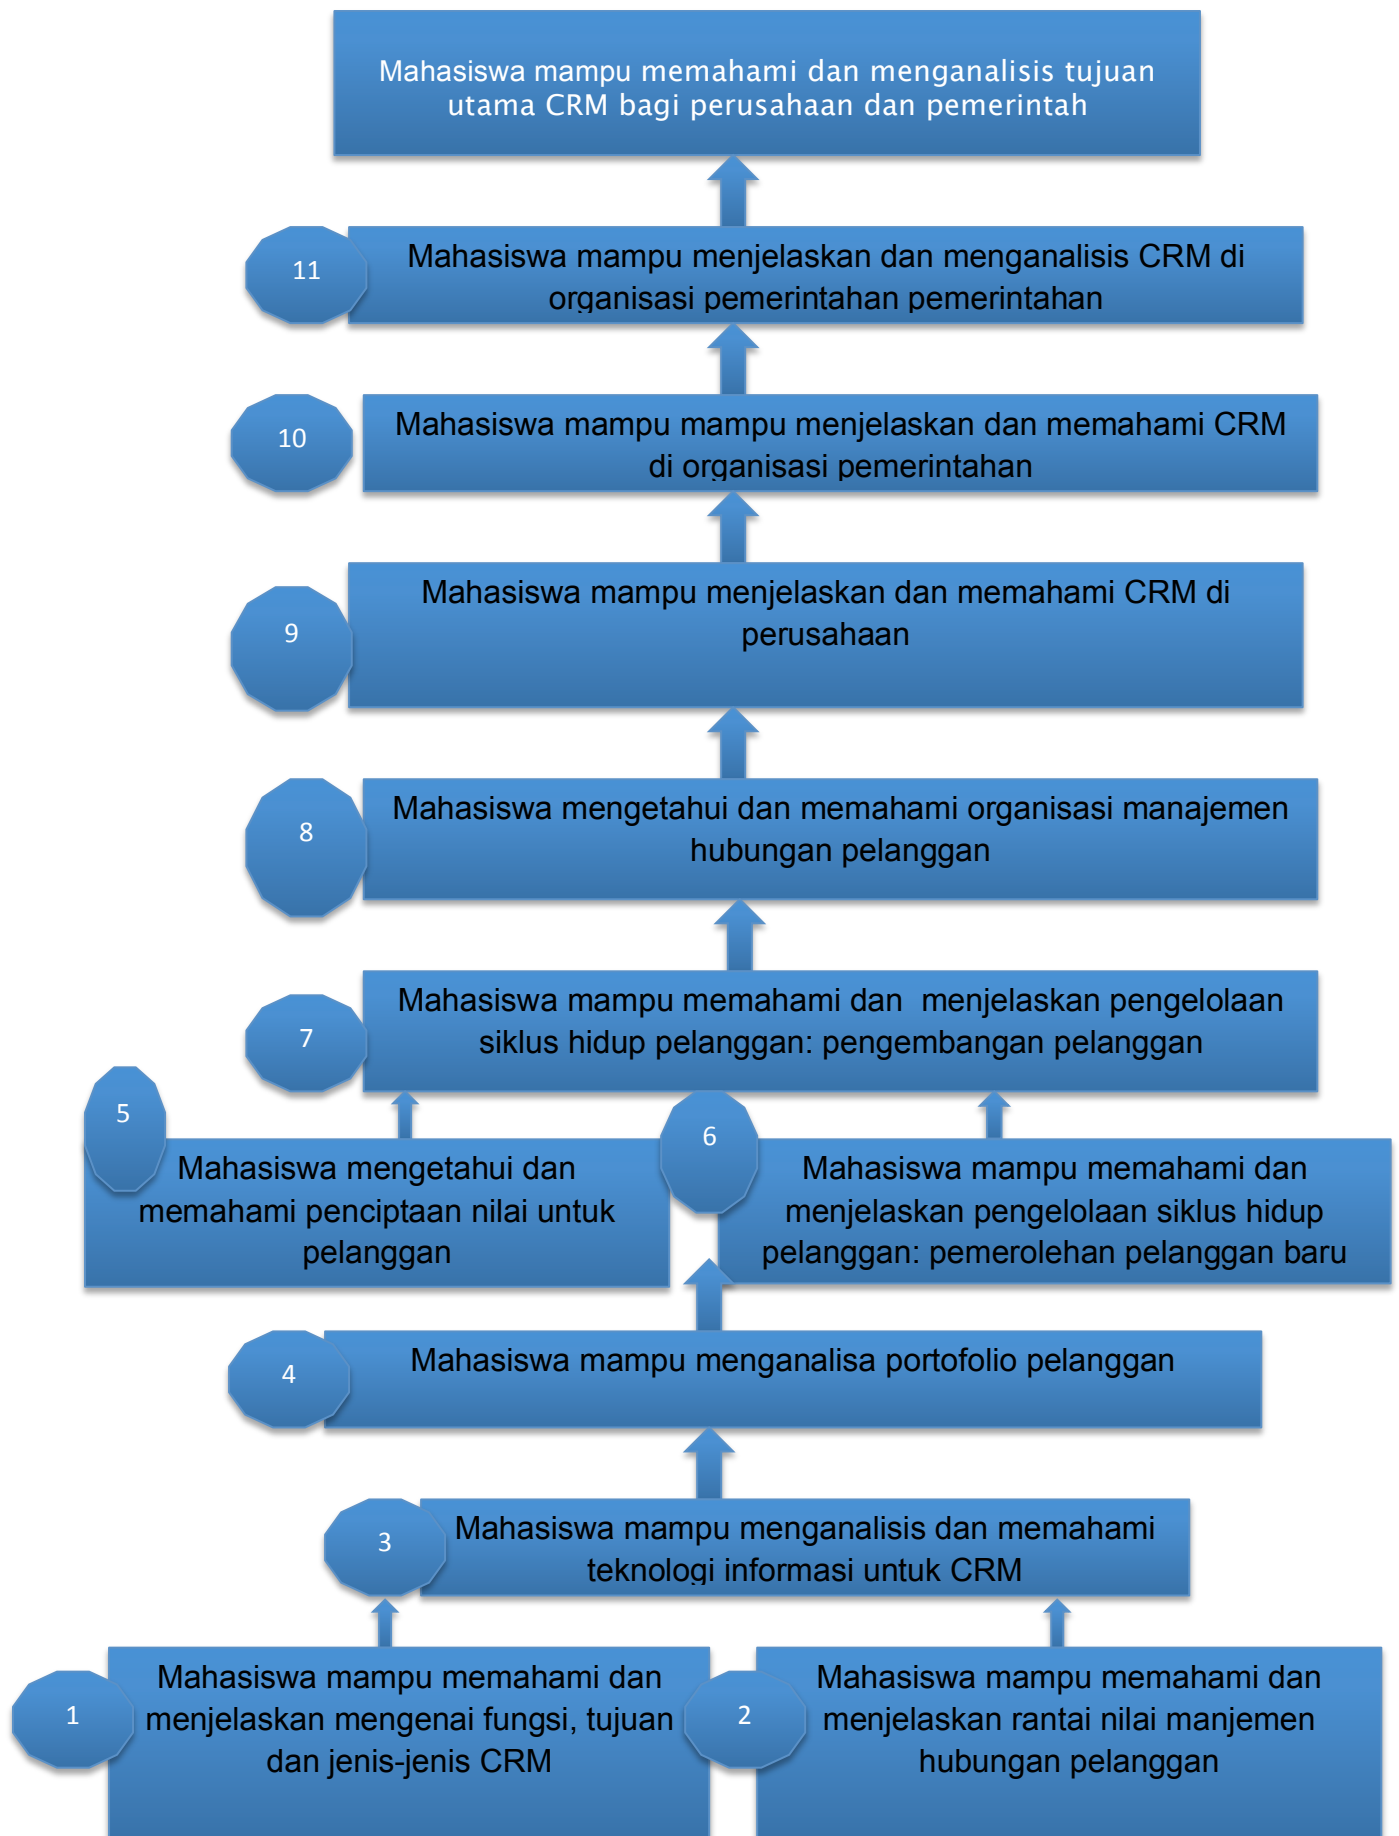 Mahasiswa mampu memahami dan menganalisis tujuan
utama CRM bagi perusahaan dan pemerintah
11
Mahasiswa mampu menjelaskan dan menganalisis CRM di
organisasi pemerintahan pemerintahan
10
Mahasiswa mampu mampu menjelaskan dan memahami CRM
di organisasi pemerintahan
9
Mahasiswa mampu menjelaskan dan memahami CRM di
perusahaan
8
Mahasiswa mengetahui dan memahami organisasi manajemen
hubungan pelanggan
7
Mahasiswa mampu memahami dan  menjelaskan pengelolaan
siklus hidup pelanggan: pengembangan pelanggan
5
Mahasiswa mengetahui dan
memahami penciptaan nilai untuk
pelanggan
6
Mahasiswa mampu memahami dan
menjelaskan pengelolaan siklus hidup
pelanggan: pemerolehan pelanggan baru
4
Mahasiswa mampu menganalisa portofolio pelanggan
3
Mahasiswa mampu menganalisis dan memahami
teknologi informasi untuk CRM
1
Mahasiswa mampu memahami dan
menjelaskan mengenai fungsi, tujuan
dan jenis-jenis CRM
2
Mahasiswa mampu memahami dan
menjelaskan rantai nilai manjemen
hubungan pelanggan